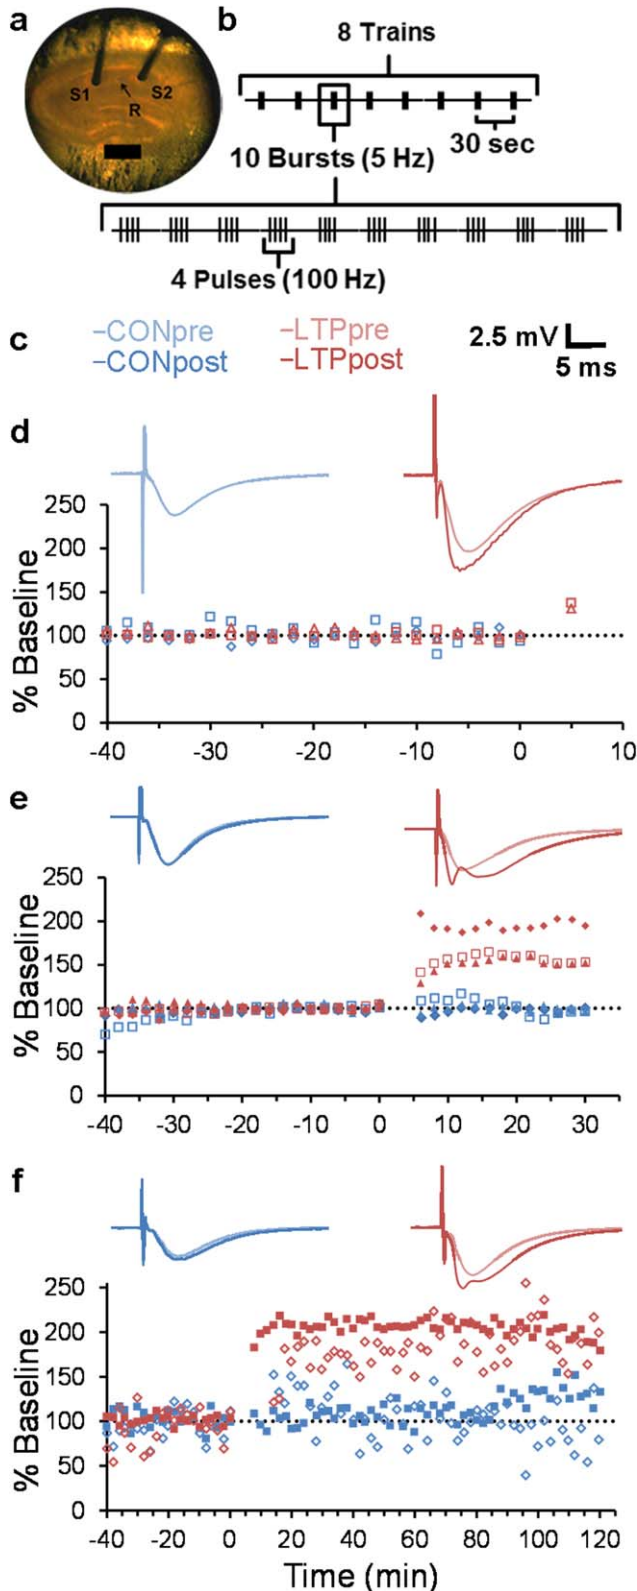 a
b
8 Trains
S1
S2
R
30 sec
10 Bursts (5 Hz)
4 Pulses (100 Hz)
c
–CONpre
–LTPpre
–CONpost
–LTPpost
2.5 mV
5 ms
d
250
200
150
100
50
0
% Baseline
-40 -30 -20 -10 0 10
e
250
200
150
100
50
0
% Baseline
-40 -30 -20 -10 0 10 20 30
f
250
200
150
100
50
0
% Baseline
-40 -20 0 20 40 60 80 100 120
Time (min)